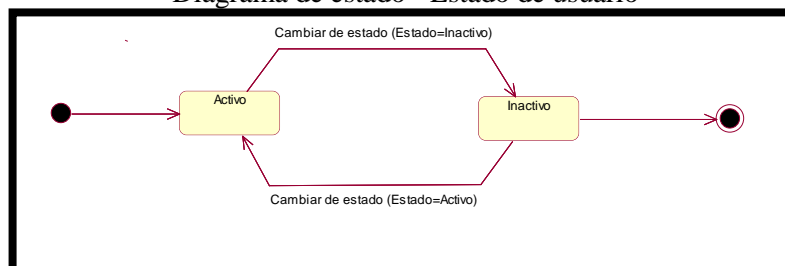 Diagrama de estado - Estado de usuario
Cambiar de estado (Estado=Inactivo)
Activo
Inactivo
Cambiar de estado (Estado=Activo)